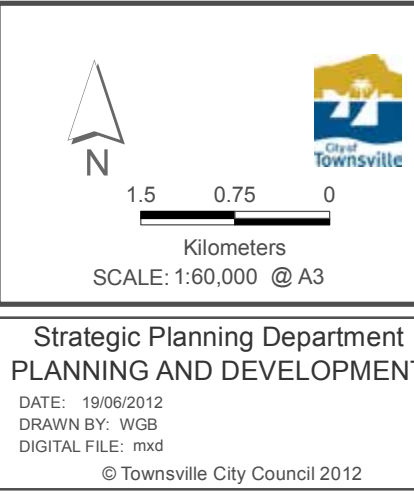 N
City of
Townsville
1.5 0.75 0
Kilometers
SCALE: 1:60,000 @ A3
Strategic Planning Department
PLANNING AND DEVELOPMENT
DATE: 19/06/2012
DRAWN BY: WGB
DIGITAL FILE: mxd
© Townsville City Council 2012